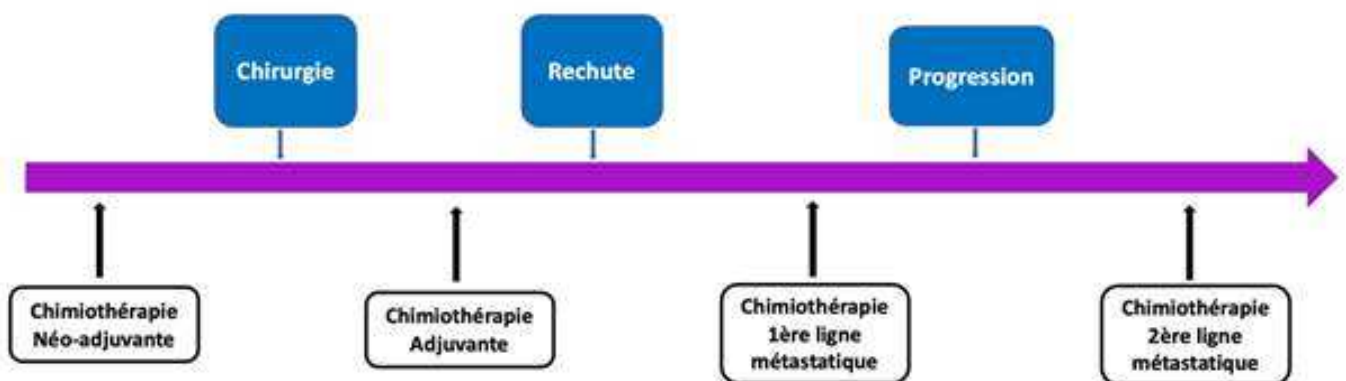 Chirurgie
Rechute
Progression
Chimiothérapie
Néo-adjuvante
Chimiothérapie
Adjuvante
Chimiothérapie
1ère ligne
métastatique
Chimiothérapie
2ère ligne
métastatique